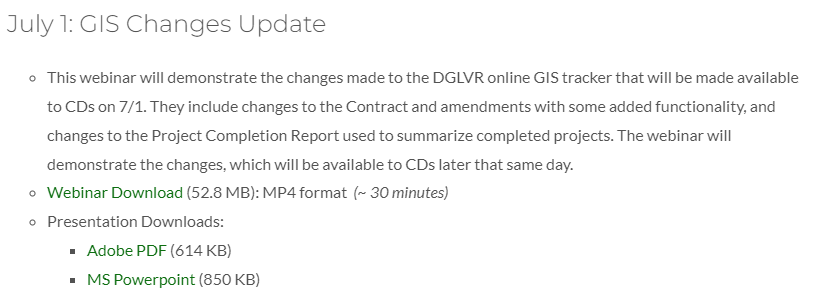 July 1: GIS Changes Update
This webinar will demonstrate the changes made to the DGLVR online GIS tracker that will be made available
to CDs on 7/1. They include changes to the Contract and amendments with some added functionality, and
changes to the Project Completion Report used to summarize completed projects. The webinar will
demonstrate the changes, which will be available to CDs later that same day.
Webinar Download (52.8 MB): MP4 format (~ 30 minutes)
Presentation Downloads:
Adobe PDF (614 KB)
MS Powerpoint (850 KB)